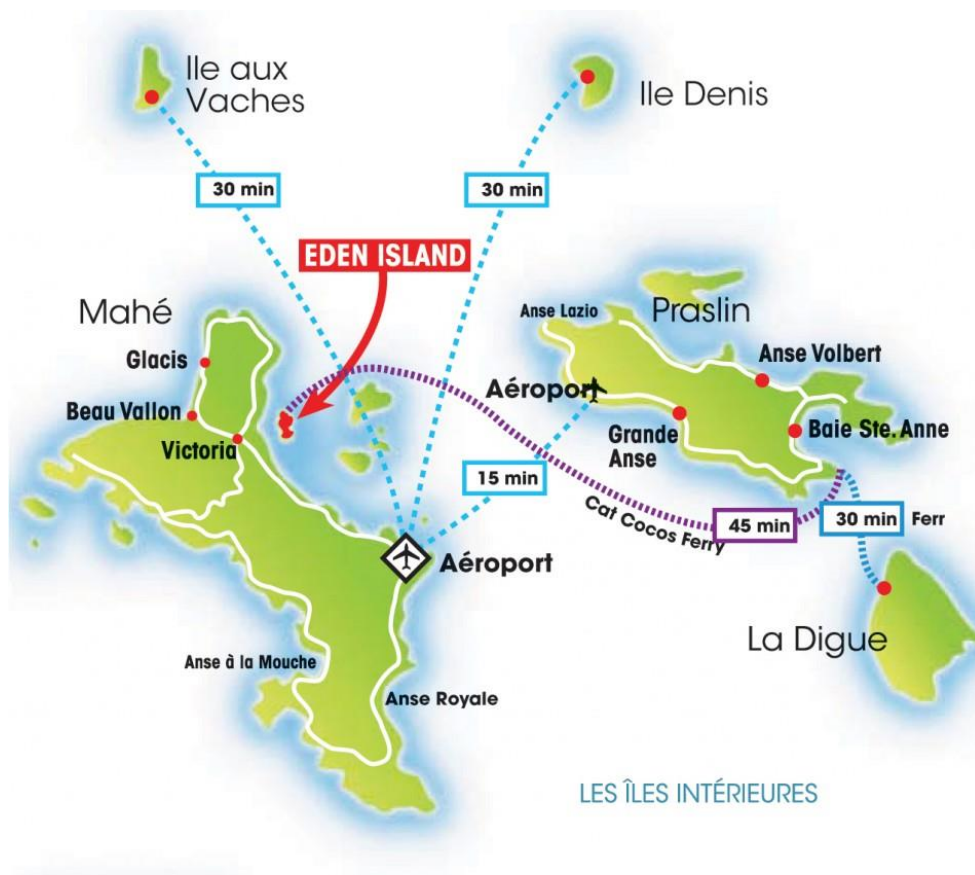 Ile aux
Vaches
Ile Denis
30 min
30 min
EDEN ISLAND
Mahé
Praslin
Anse Lazio
Glacis
Anse Volbert
Aéroport
Beau Vallon
Victoria
Grande
Anse
Baie Ste. Anne
15 min
Cat Cocos Ferry
45 min
30 min
Ferr
Aéroport
La Digue
Anse à la Mouche
Anse Royale
LES ÎLES INTÉRIEURES